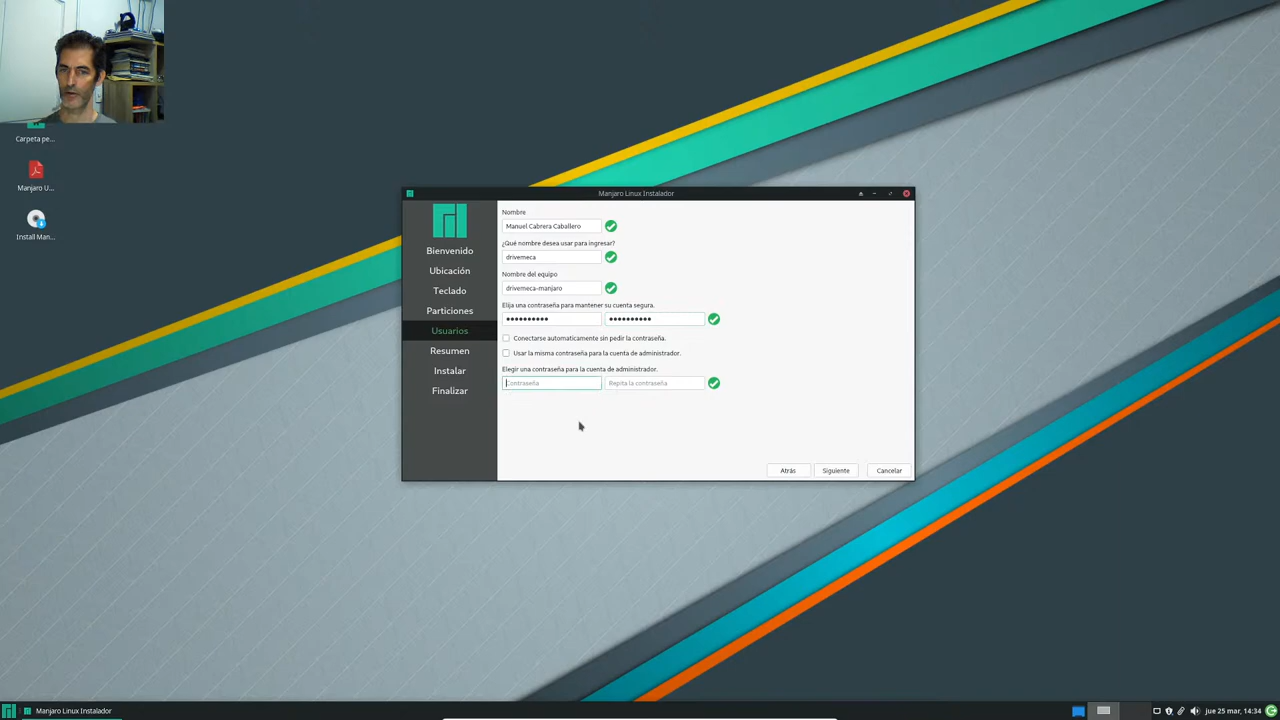 Carpeta pe...
Manjaro U...
Install Man...
Manjaro Linux Instalador
Bienvenido
Ubicación
Teclado
Particiones
Usuarios
Resumen
Instalar
Finalizar
Nombre
Manuel Cabrera Caballero
¿Qué nombre desea usar para ingresar?
drivemeca
Nombre del equipo
drivemeca-manjaro
Elija una contraseña para mantener su cuenta segura.
•••••••••• ••••••••••
Conectarse automaticamente sin pedir la contraseña.
Usar la misma contraseña para la cuenta de administrador.
Elegir una contraseña para la cuenta de administrador.
Contraseña Repita la contraseña
Atrás Siguiente Cancelar
Manjaro Linux Instalador
jue 25 mar, 14:34